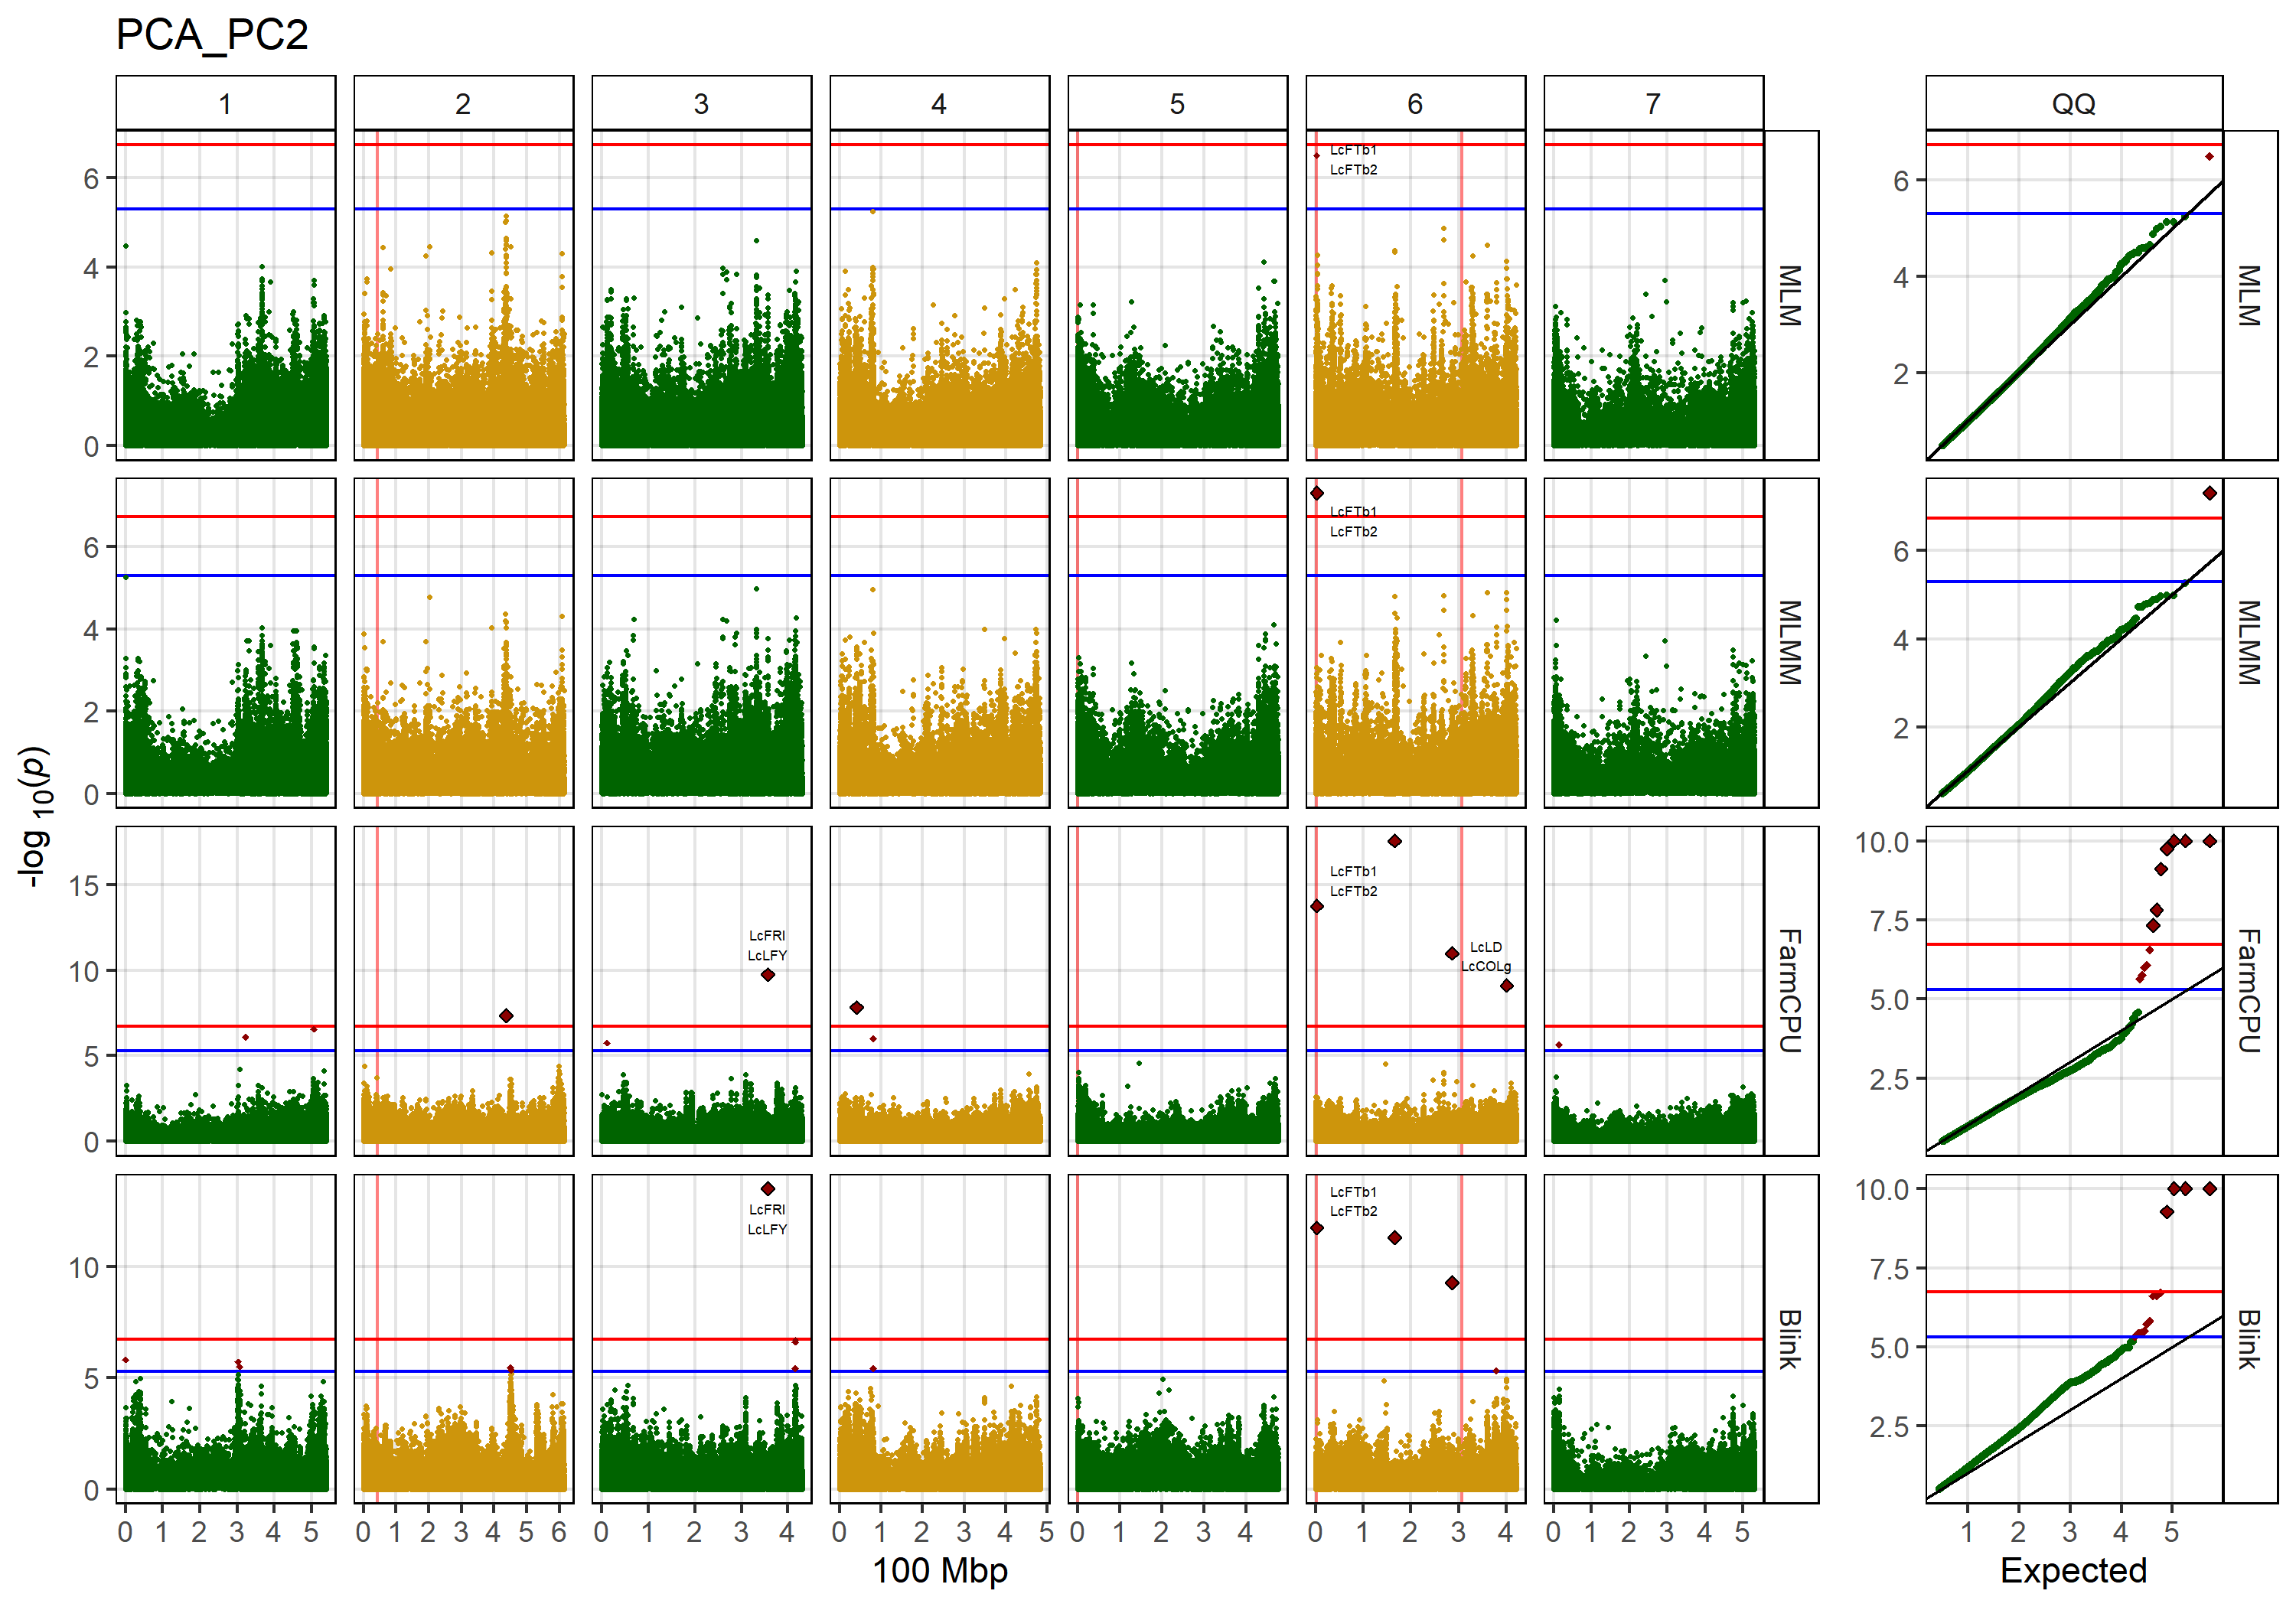 PCA_PC2
1 2 3 4 5 6 7 QQ
-log 10(p)
6
4
2
0
LcFTb1
LcFTb2
MLM
6
4
2
MLM
6
4
2
0
LcFTb1
LcFTb2
MLMM
6
4
2
MLMM
15
10
5
0
LcFRI
LcLFY
LcFTb1
LcFTb2
LcLD
LcCOLg
FarmCPU
10.0
7.5
5.0
2.5
FarmCPU
10
5
0
LcFRI
LcLFY
LcFTb1
LcFTb2
Blink
10.0
7.5
5.0
2.5
Blink
0 1 2 3 4 5 0 1 2 3 4 5 6 0 1 2 3 4 0 1 2 3 4 5 0 1 2 3 4 0 1 2 3 4 0 1 2 3 4 5 1 2 3 4 5
100 Mbp Expected